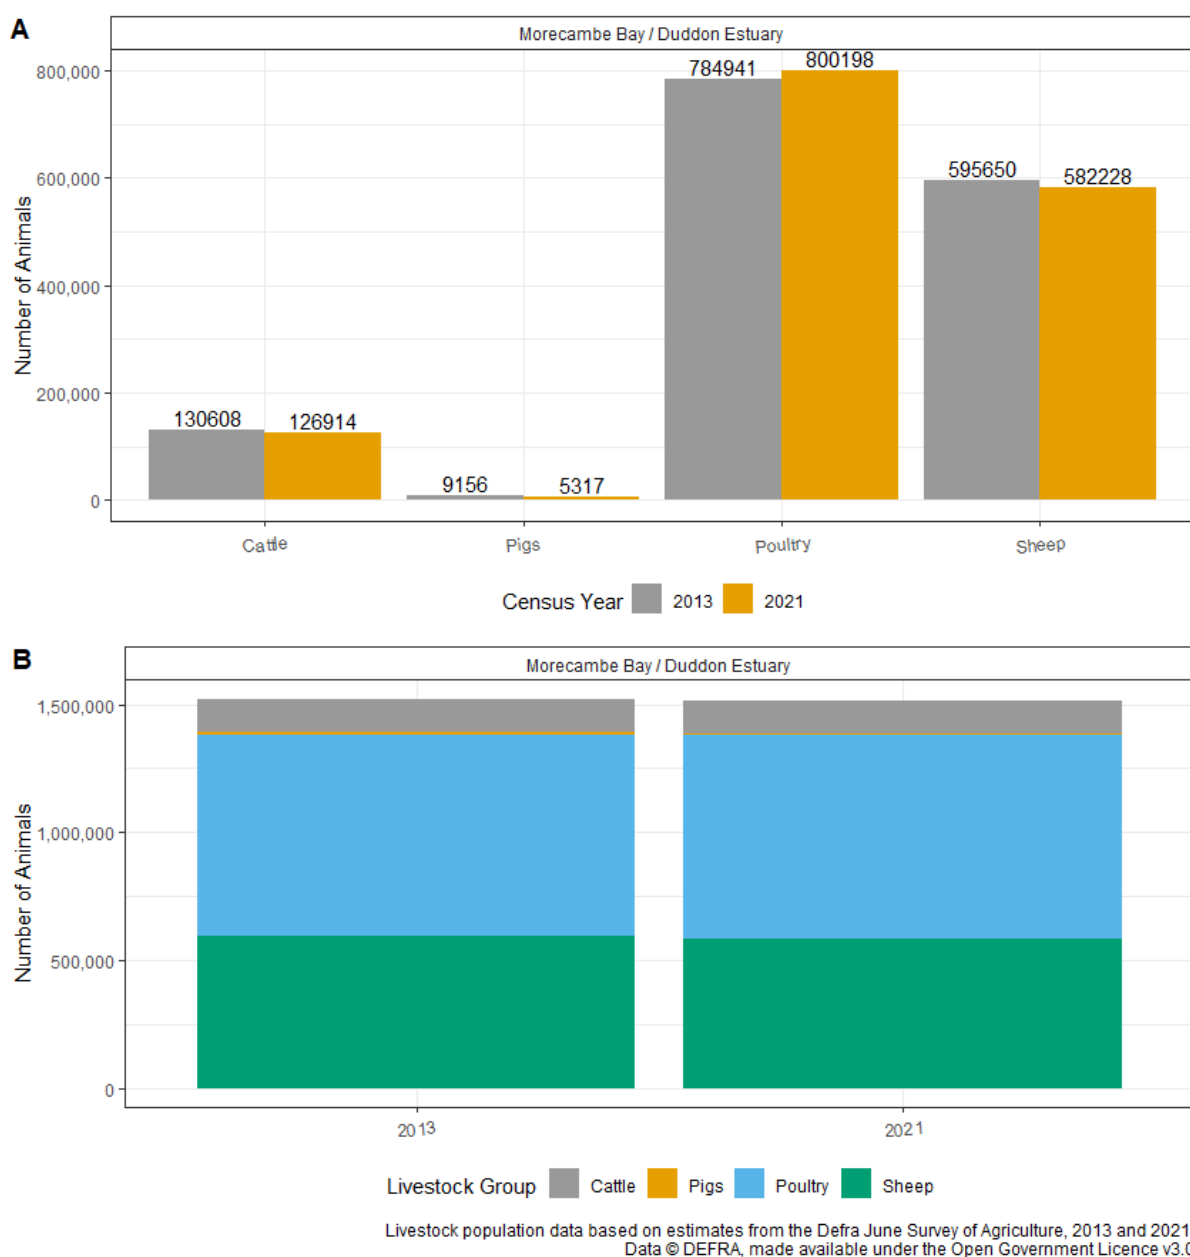 A
Morecambe Bay / Duddon Estuary
Number of Animals
800,000
600,000
400,000
200,000
0
130608
126914
9156
5317
784941
800198
595650
582228
Cattle
Pigs
Poultry
Sheep
Census Year 2013 2021
B
Morecambe Bay / Duddon Estuary
Number of Animals
1,500,000
1,000,000
500,000
0
2013
2021
Livestock Group Cattle Pigs Poultry Sheep
Livestock population data based on estimates from the Defra June Survey of Agriculture, 2013 and 2021
Data © DEFRA, made available under the Open Government Licence v3.0